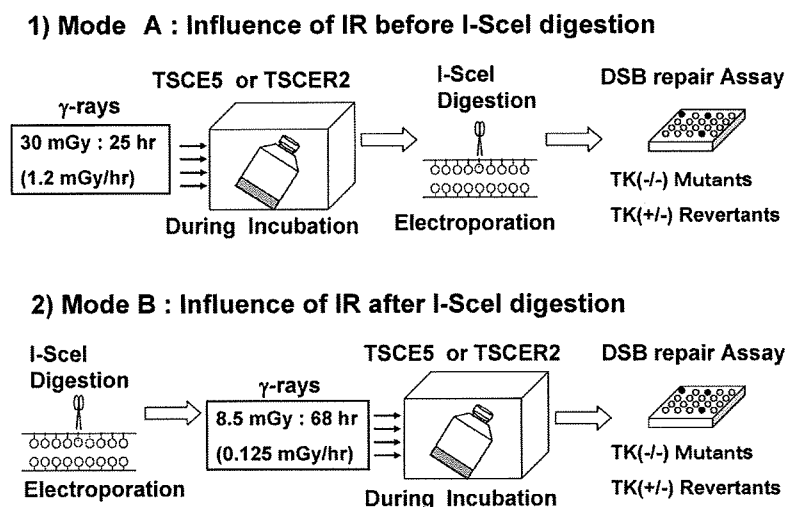 1) Mode A : Influence of IR before I-SceI digestion
TSCE5 or TSCER2
I-SceI
Digestion
DSB repair Assay
γ-rays
30 mGy : 25 hr
(1.2 mGy/hr)
During Incubation
Electroporation
TK(-/-) Mutants
TK(+/-) Revertants
2) Mode B : Influence of IR after I-SceI digestion
I-SceI
Digestion
γ-rays
TSCE5 or TSCER2
DSB repair Assay
8.5 mGy : 68 hr
(0.125 mGy/hr)
Electroporation
During Incubation
TK(-/-) Mutants
TK(+/-) Revertants